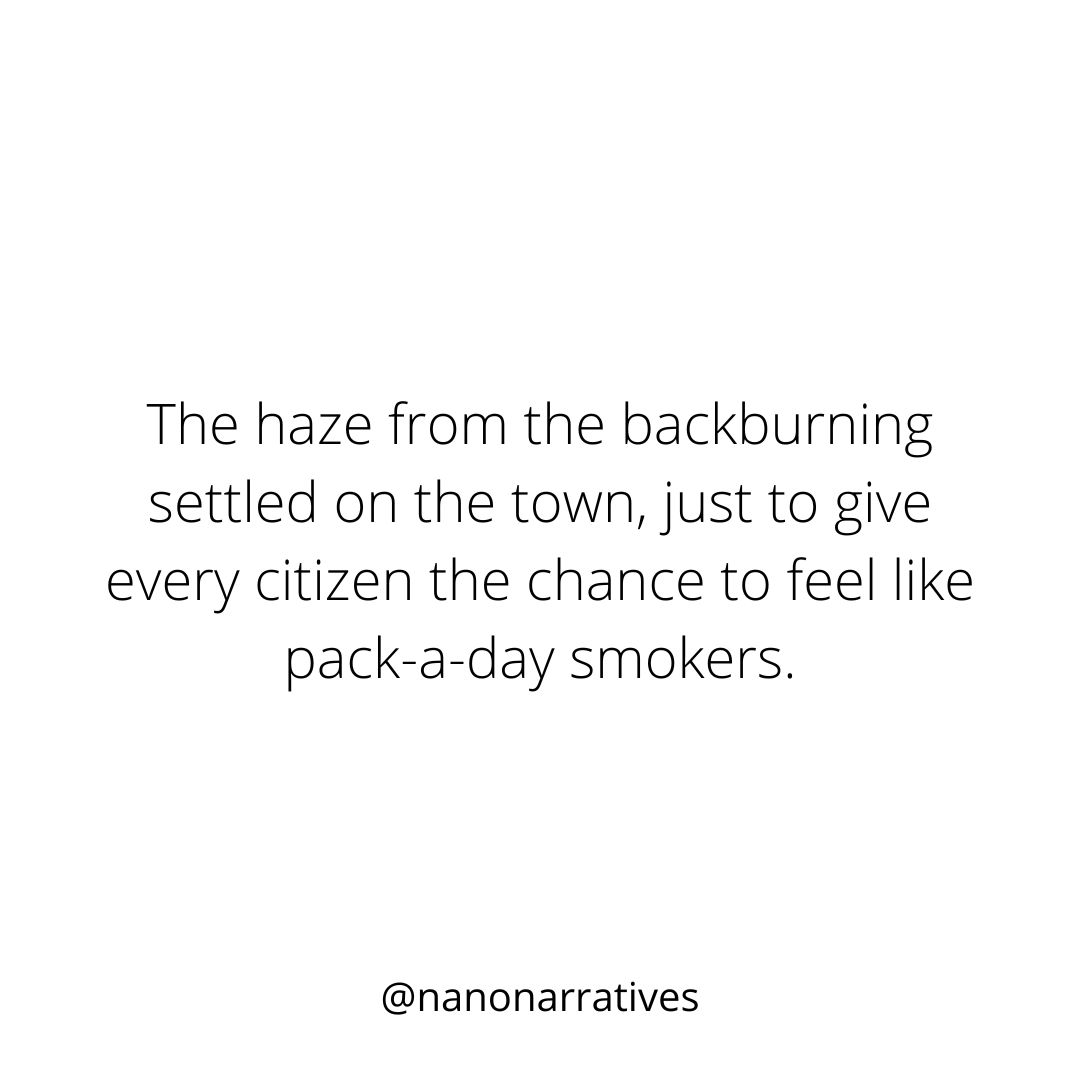 The haze from the backburning
settled on the town, just to give
every citizen the chance to feel like
pack-a-day smokers.
@nanonarratives